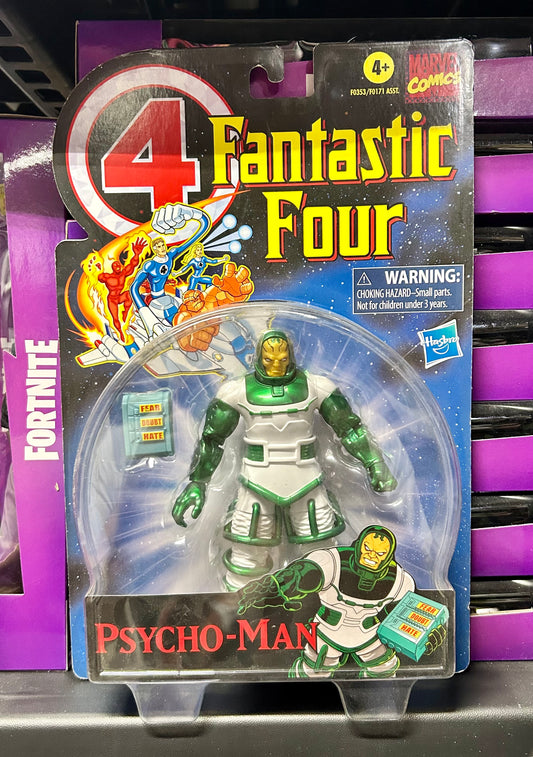 4+
F0353/F0171 ASST.
MARVEL
COMICS
4
Fantastic
Four
WARNING:
CHOKING HAZARD–Small parts.
Not for children under 3 years.
Hasbro
FORTNITE
FEAR
DOUBT
HATE
4
PSYCHO-MAN
FEAR
DOUBT
HATE